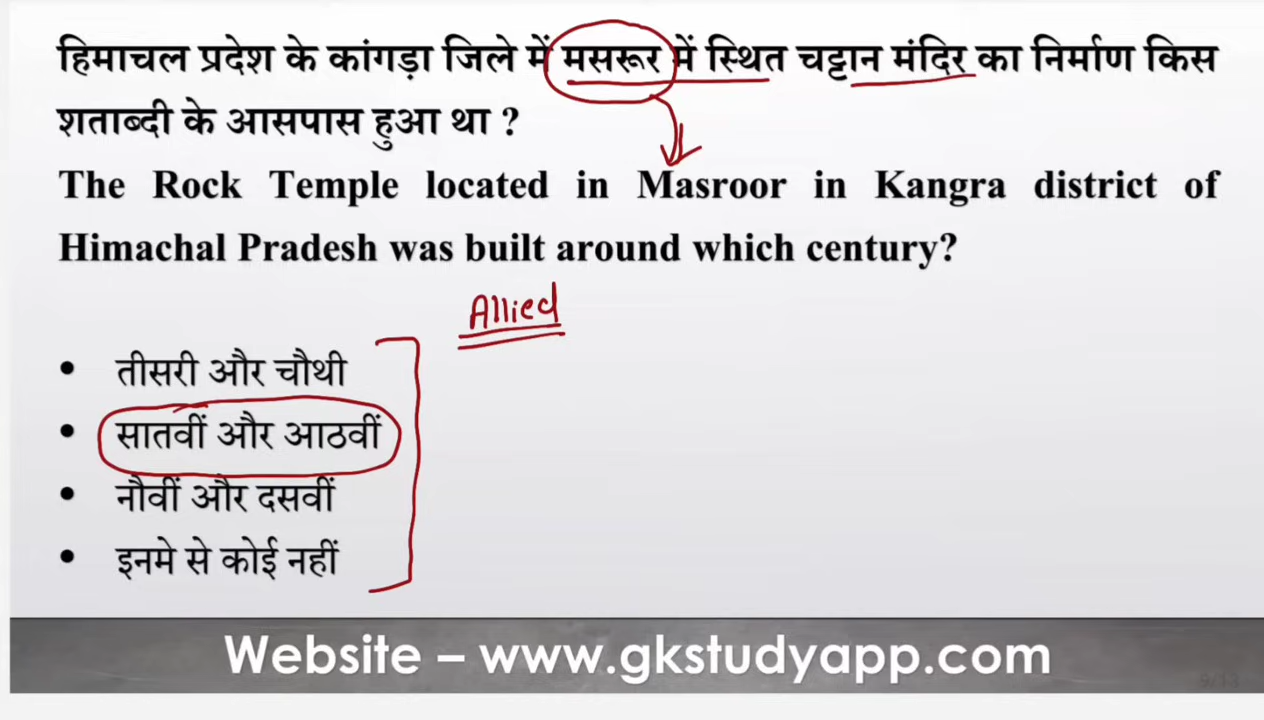 हिमाचल प्रदेश के कांगड़ा जिले में मसरूर में स्थित चट्टान मंदिर का निर्माण किस
शताब्दी के आसपास हुआ था ?
The Rock Temple located in Masroor in Kangra district of
Himachal Pradesh was built around which century?
Allied
• तीसरी और चौथी
• सातवीं और आठवीं
• नौवीं और दसवीं
• इनमे से कोई नहीं
Website – www.gkstudyapp.com
9/13